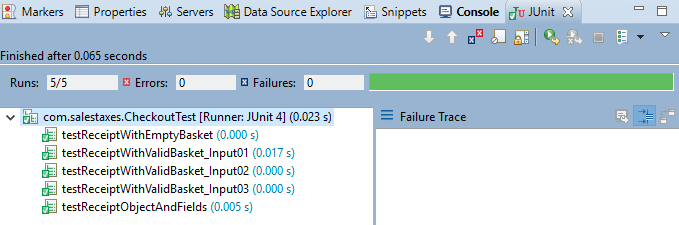 Markers Properties Servers Data Source Explorer Snippets Console JUnit
Finished after 0.065 seconds
Runs: 5/5 Errors: 0 Failures: 0
com.salestaxes.CheckoutTest [Runner: JUnit 4] (0.023 s)
Failure Trace
testReceiptWithEmptyBasket (0.000 s)
testReceiptWithValidBasket_Input01 (0.017 s)
testReceiptWithValidBasket_Input02 (0.000 s)
testReceiptWithValidBasket_Input03 (0.000 s)
testReceiptObjectAndFields (0.005 s)